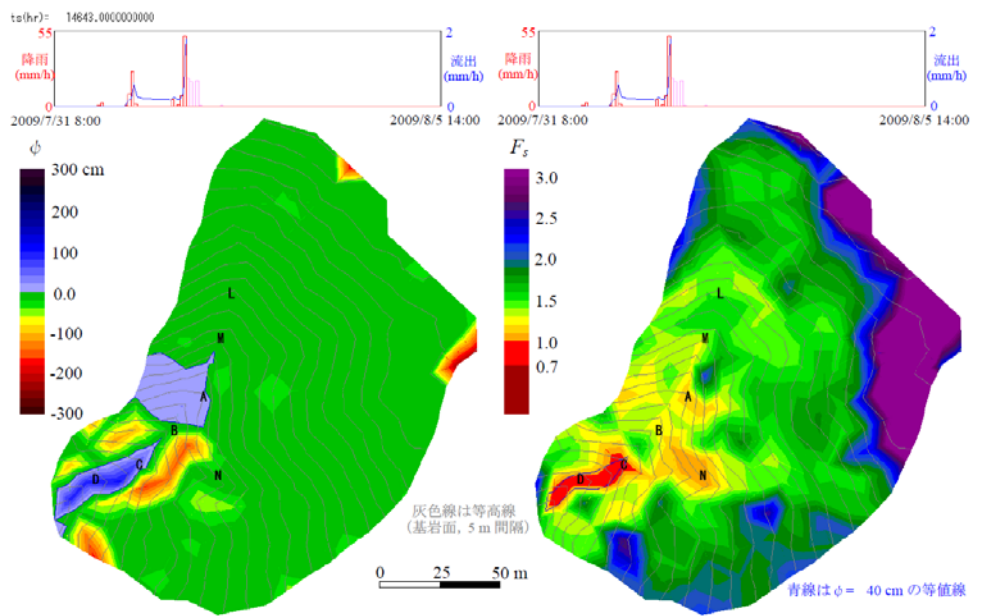 ts(hr)= 14643.0000000000
55
降雨
(mm/h)
0
2
流出
(mm/h)
0
2009/7/31 8:00
2009/8/5 14:00
55
降雨
(mm/h)
0
2
流出
(mm/h)
0
2009/7/31 8:00
2009/8/5 14:00
ϕ
300 cm
200
100
0.0
-100
-200
-300
L
M
A
B
C
D
N
灰色線は等高線
(基岩面, 5 m 間隔)
0 25 50 m
Fs
3.0
2.5
2.0
1.5
1.0
0.7
L
M
A
B
C
D
N
青線は ϕ = 40 cm の等値線